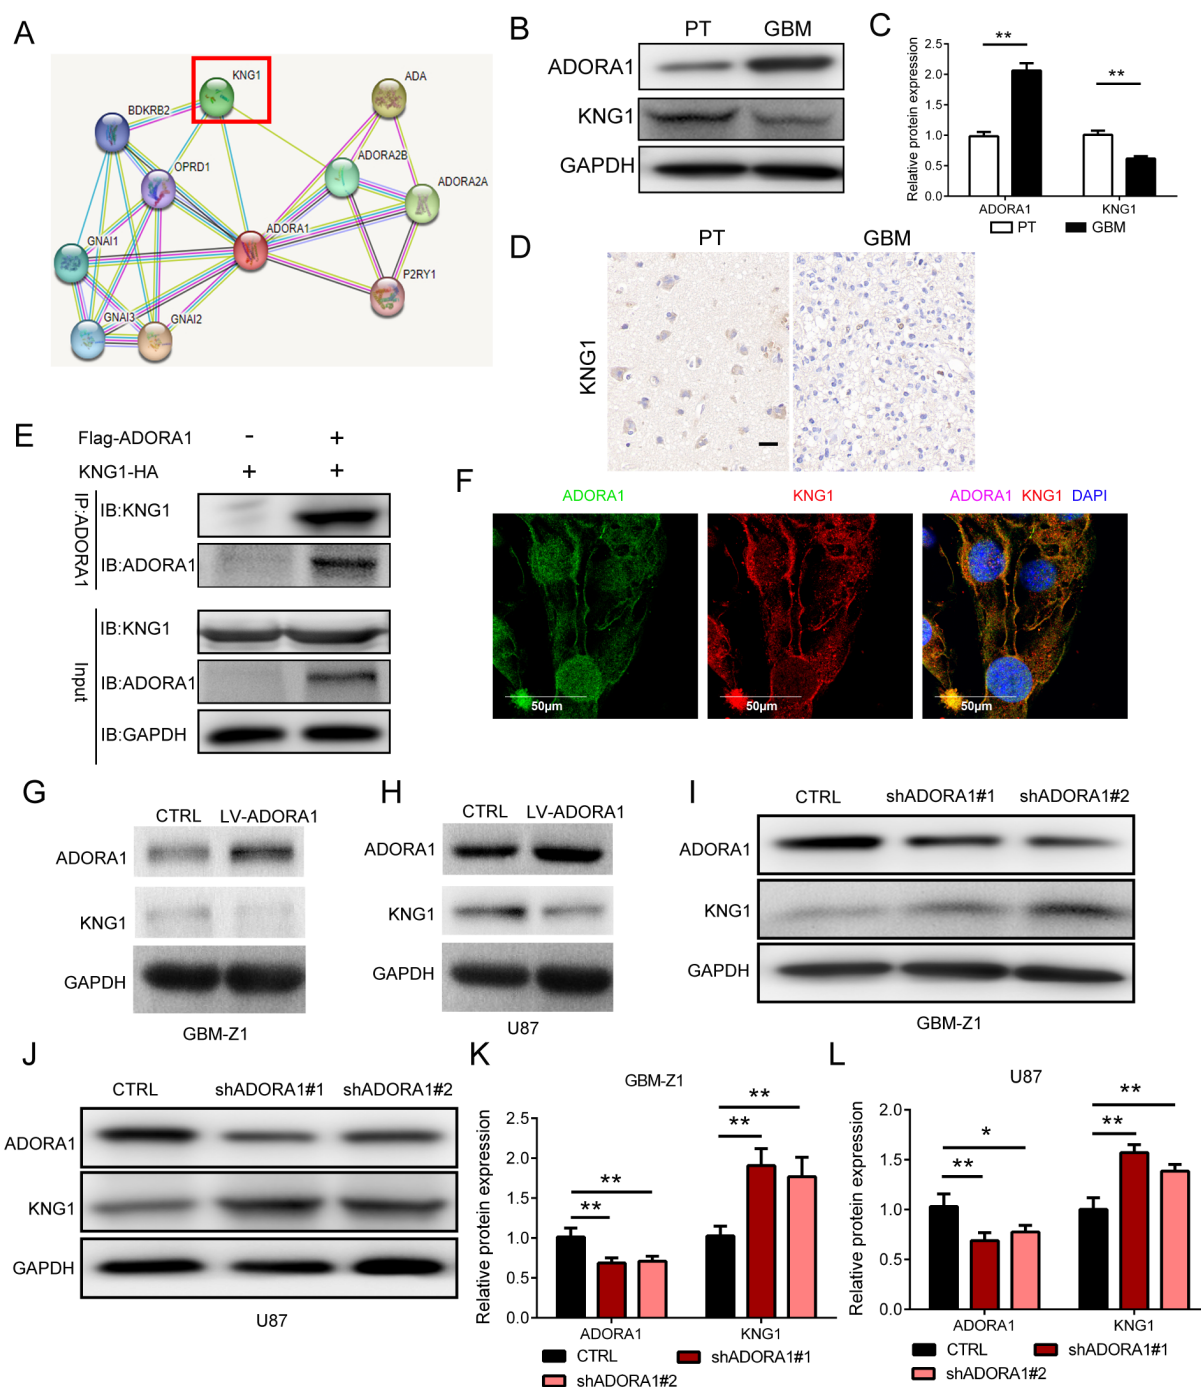 A
KNG1
ADA
BDKRB2
OPRD1
ADORA2B
ADORA2A
ADORA1
GNAI1
P2RY1
GNAI3
GNAI2
B
PT GBM
ADORA1
KNG1
GAPDH
C
Relative protein expression
2.5
2.0
1.5
1.0
0.5
0.0
**
**
ADORA1 KNG1
PT GBM
D
PT GBM
KNG1
E
Flag-ADORA1 - +
KNG1-HA + +
IP:ADORA1
IB:KNG1
IB:ADORA1
Input
IB:KNG1
IB:ADORA1
IB:GAPDH
F
ADORA1 KNG1 ADORA1 KNG1 DAPI
50μm 50μm 50μm
G
CTRL LV-ADORA1
ADORA1
KNG1
GAPDH
GBM-Z1
H
CTRL LV-ADORA1
ADORA1
KNG1
GAPDH
U87
I
CTRL shADORA1#1 shADORA1#2
ADORA1
KNG1
GAPDH
GBM-Z1
J
CTRL shADORA1#1 shADORA1#2
ADORA1
KNG1
GAPDH
U87
K
GBM-Z1
Relative protein expression
2.5
2.0
1.5
1.0
0.5
0.0
**
**
**
**
ADORA1 KNG1
CTRL shADORA1#1
shADORA1#2
L
U87
Relative protein expression
2.0
1.5
1.0
0.5
0.0
*
**
**
**
ADORA1 KNG1
CTRL shADORA1#1
shADORA1#2